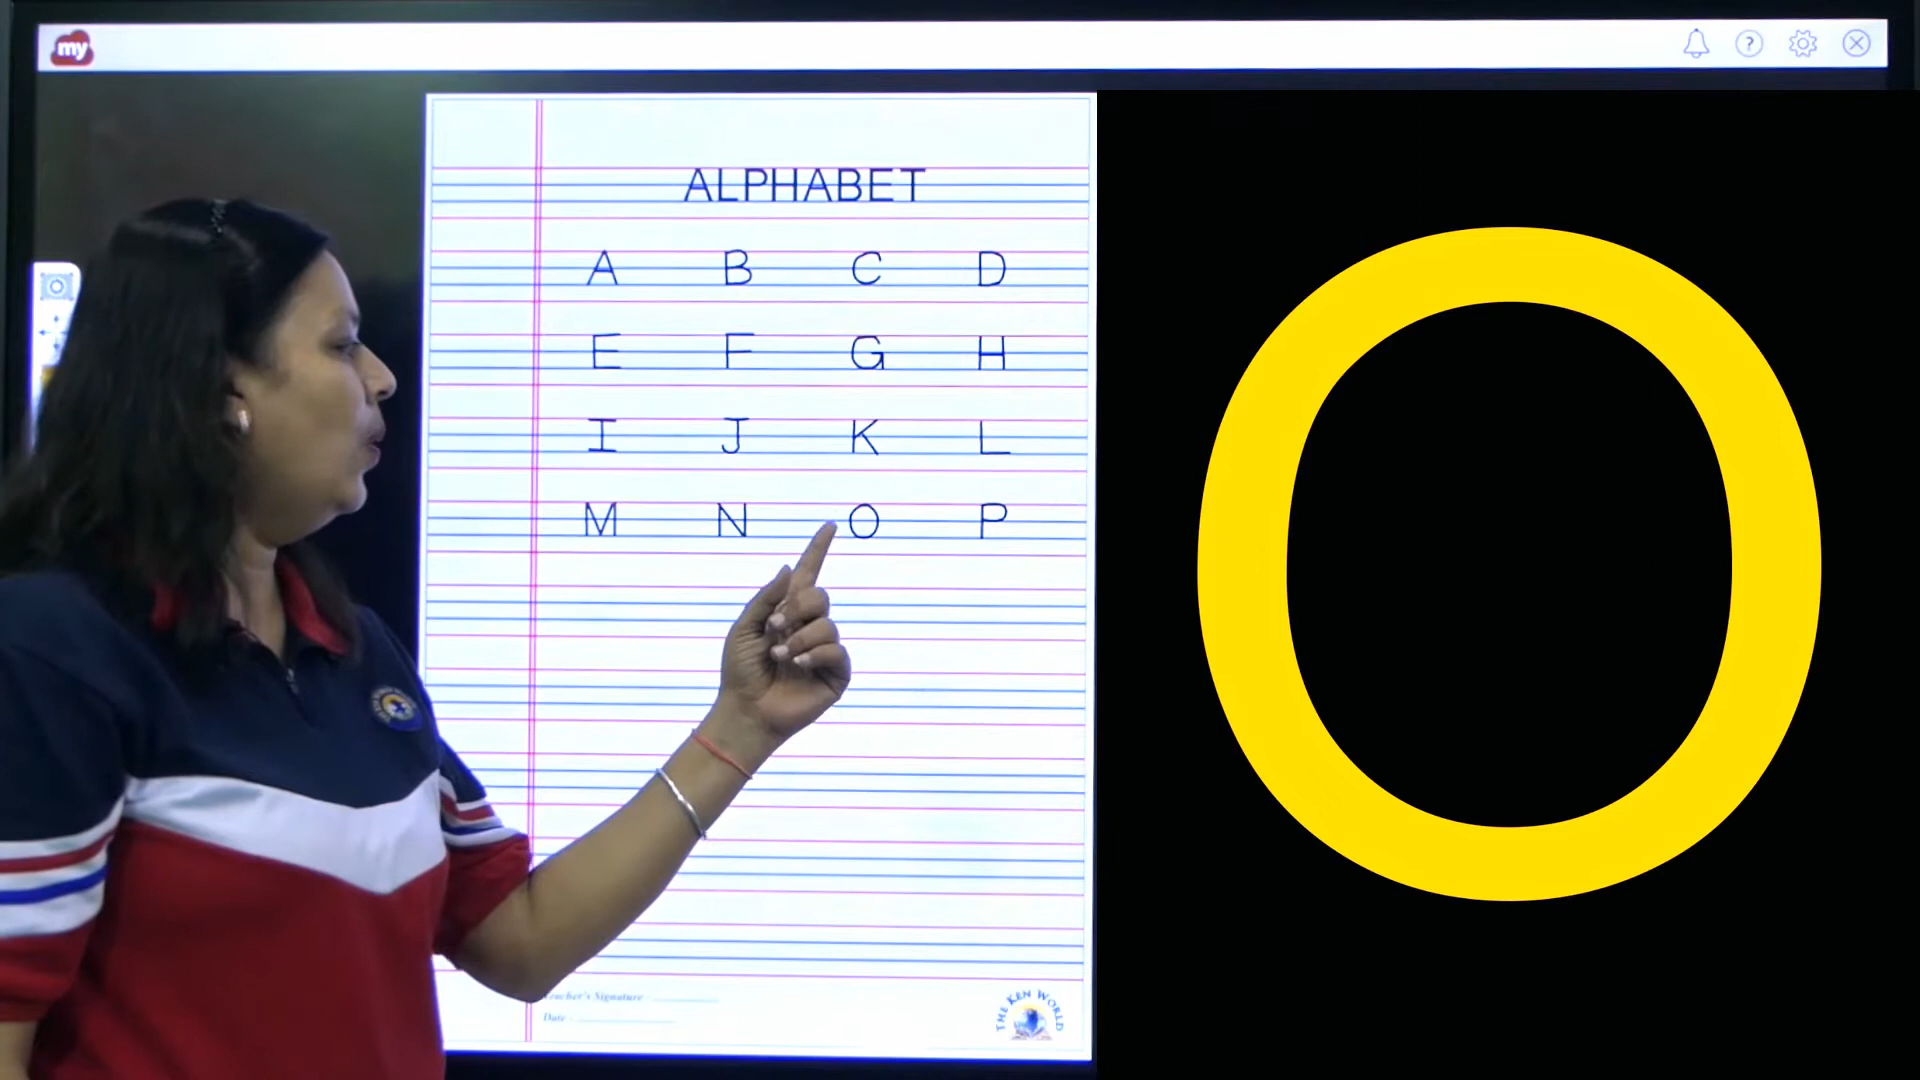 my
ALPHABET
A B C D
E F G H
I J K L
M N O P
O
Teacher's Signature
Date
THE KEN WORLD